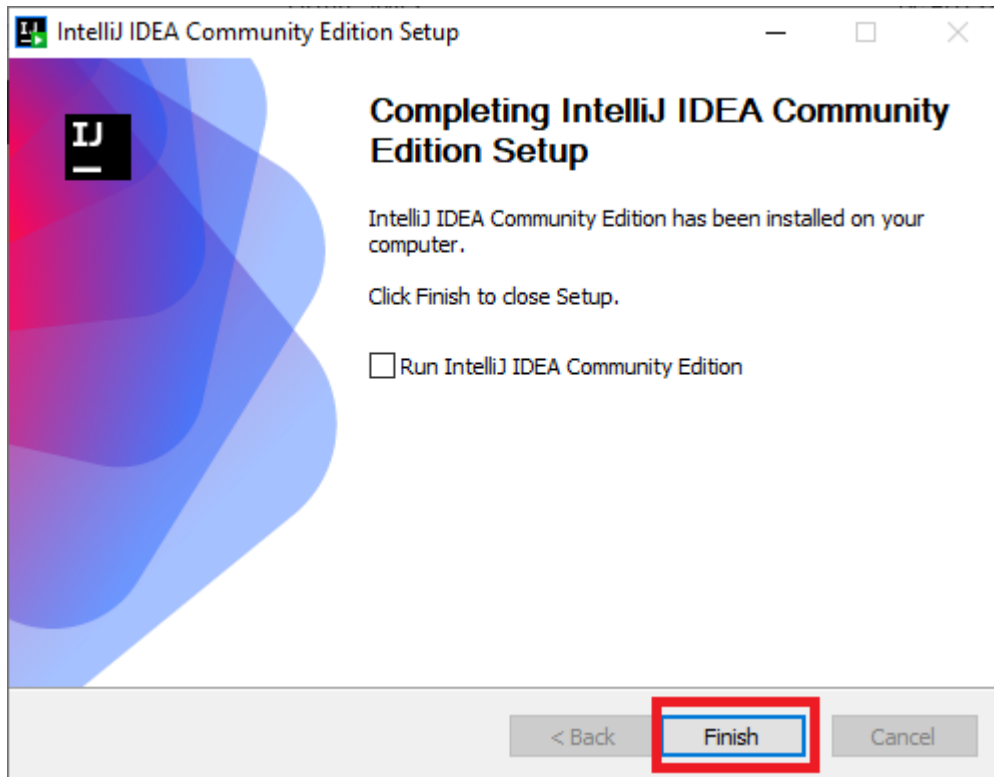 IntelliJ IDEA Community Edition Setup
IJ
Completing IntelliJ IDEA Community
Edition Setup
IntelliJ IDEA Community Edition has been installed on your
computer.
Click Finish to close Setup.
Run IntelliJ IDEA Community Edition
< Back
Finish
Cancel